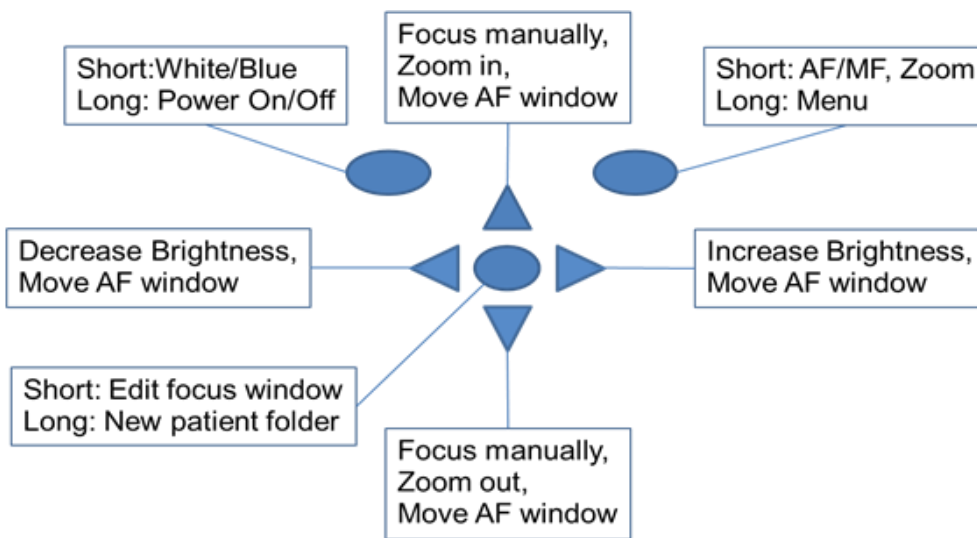 Short:White/Blue
Long: Power On/Off
Focus manually,
Zoom in,
Move AF window
Short: AF/MF, Zoom
Long: Menu
Decrease Brightness,
Move AF window
Increase Brightness,
Move AF window
Short: Edit focus window
Long: New patient folder
Focus manually,
Zoom out,
Move AF window